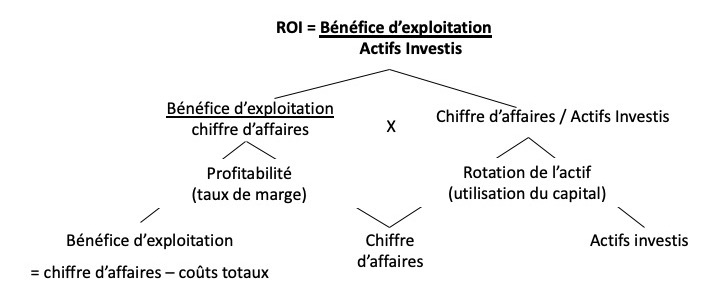 ROI = Bénéfice d'exploitation
Actifs Investis
Bénéfice d'exploitation
chiffre d'affaires
X
Chiffre d'affaires / Actifs Investis
Profitabilité
(taux de marge)
Rotation de l'actif
(utilisation du capital)
Bénéfice d'exploitation
= chiffre d'affaires – coûts totaux
Chiffre
d'affaires
Actifs investis